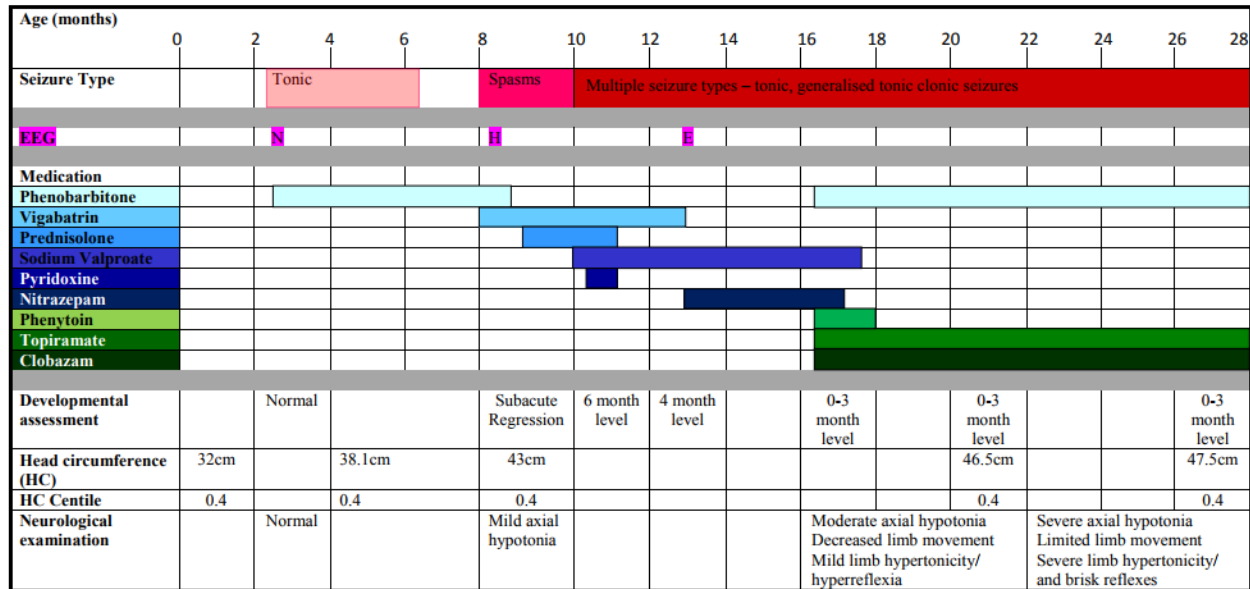 Age (months)
0 2 4 6 8 10 12 14 16 18 20 22 24 26 28
Seizure Type Tonic Spasms Multiple seizure types – tonic, generalised tonic clonic seizures
EEG N H E
Medication
Phenobarbitone
Vigabatrin
Prednisolone
Sodium Valproate
Pyridoxine
Nitrazepam
Phenytoin
Topiramate
Clobazam
Developmental Normal Subacute 6 month 4 month 0-3 0-3 0-3
assessment Regression level level month month month
level level level
Head circumference 32cm 38.1cm 43cm 46.5cm 47.5cm
(HC)
HC Centile 0.4 0.4 0.4 0.4 0.4
Neurological Normal Mild axial Moderate axial hypotonia Severe axial hypotonia
examination hypotonia Decreased limb movement Limited limb movement
Mild limb hypertonicity/ Severe limb hypertonicity/
hyperreflexia and brisk reflexes